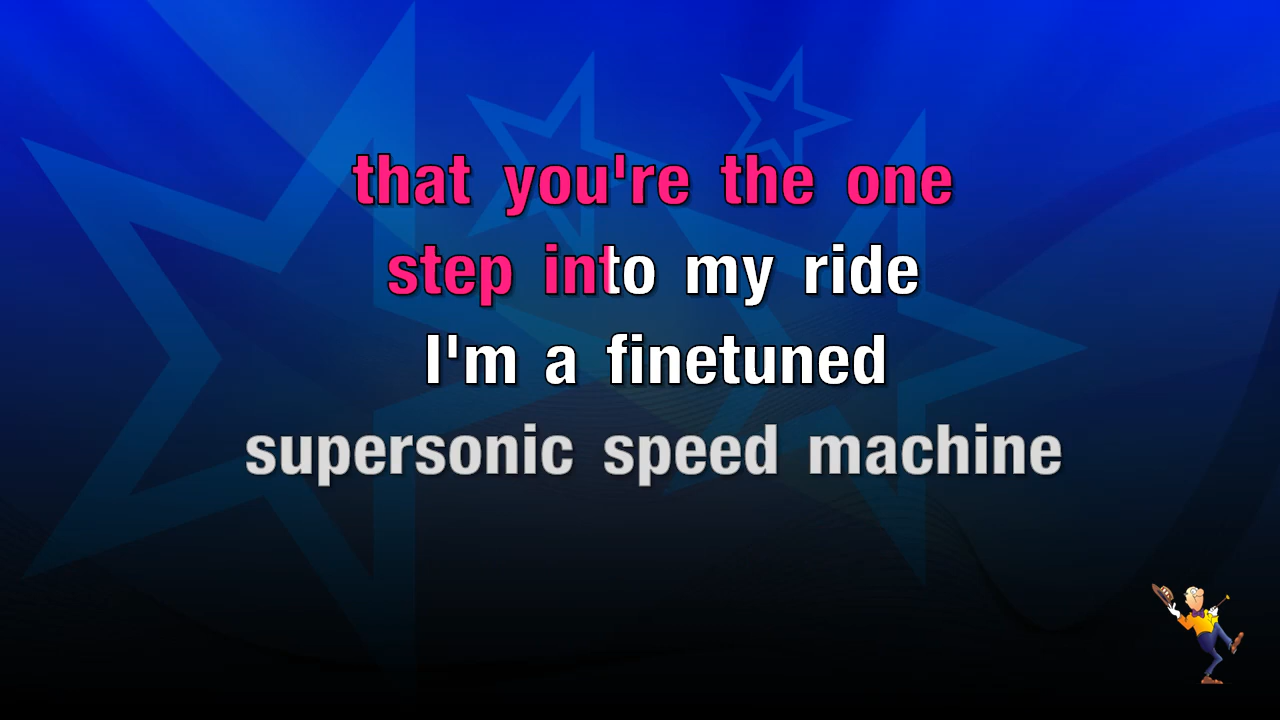 that you're the one
step into my ride
I'm a finetuned
supersonic speed machine